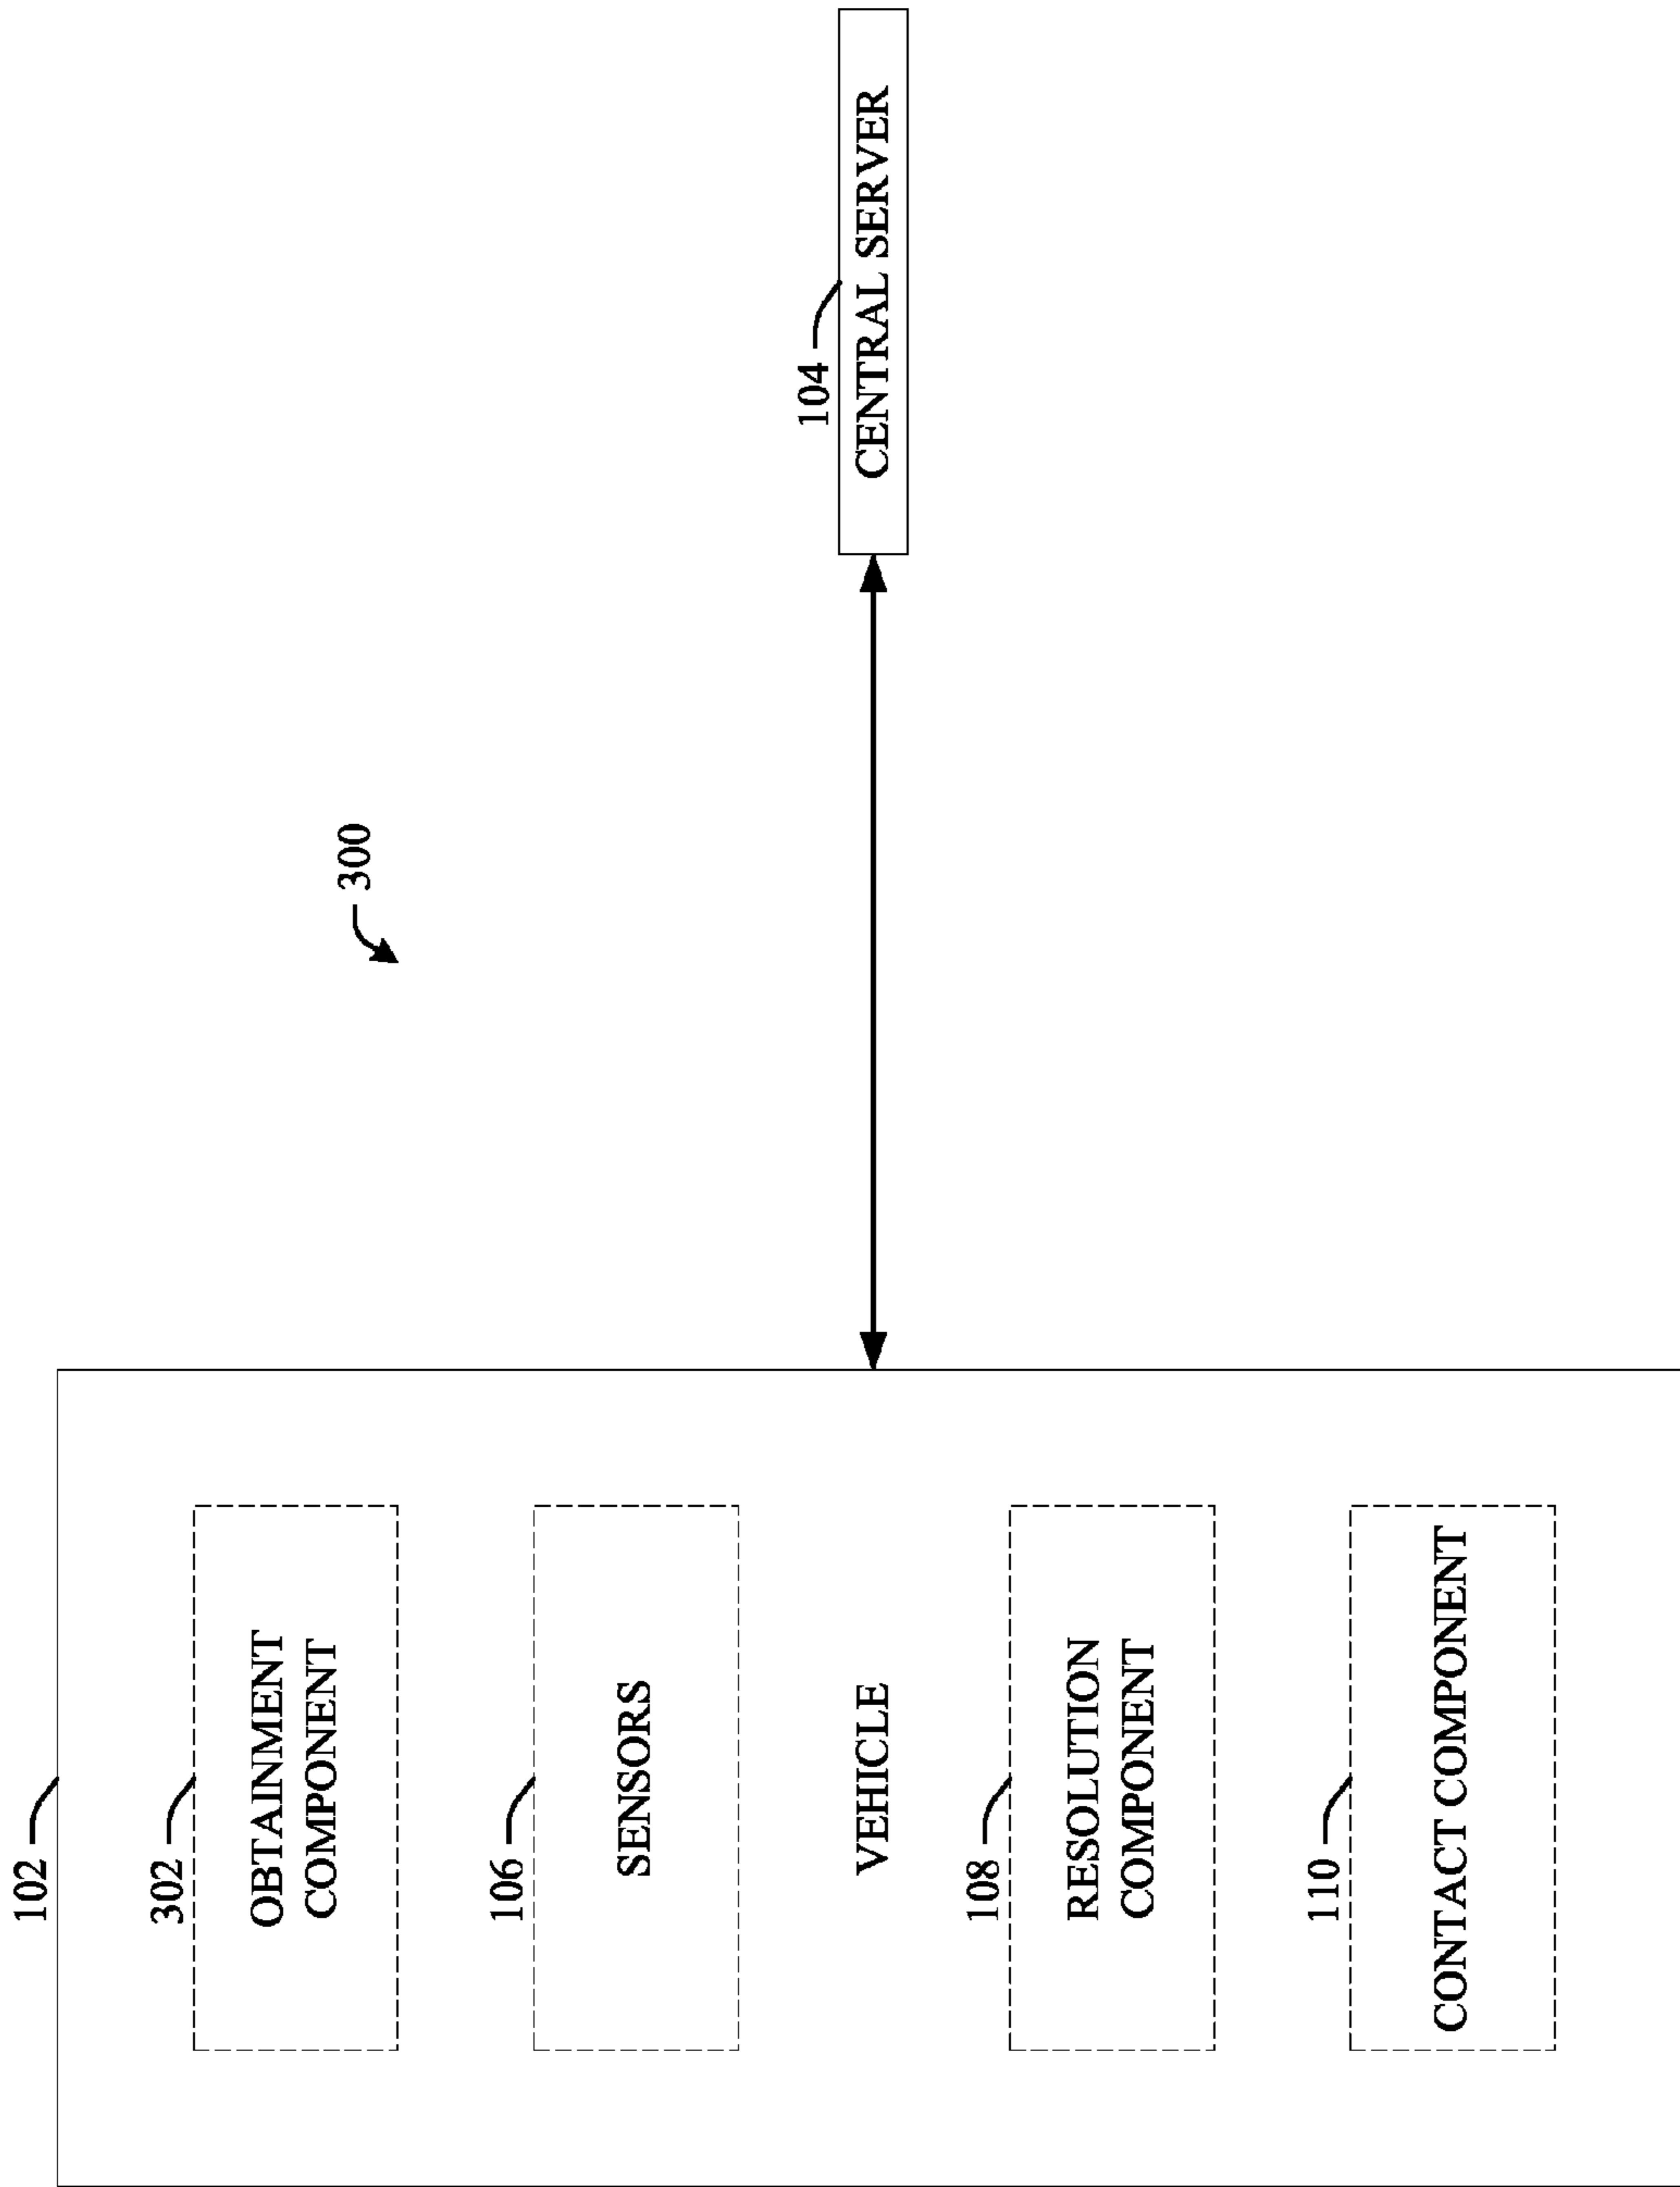 300
102
302
OBTAINMENT
COMPONENT
106
SENSORS
VEHICLE
108
RESOLUTION
COMPONENT
110
CONTACT COMPONENT
104
CENTRAL SERVER